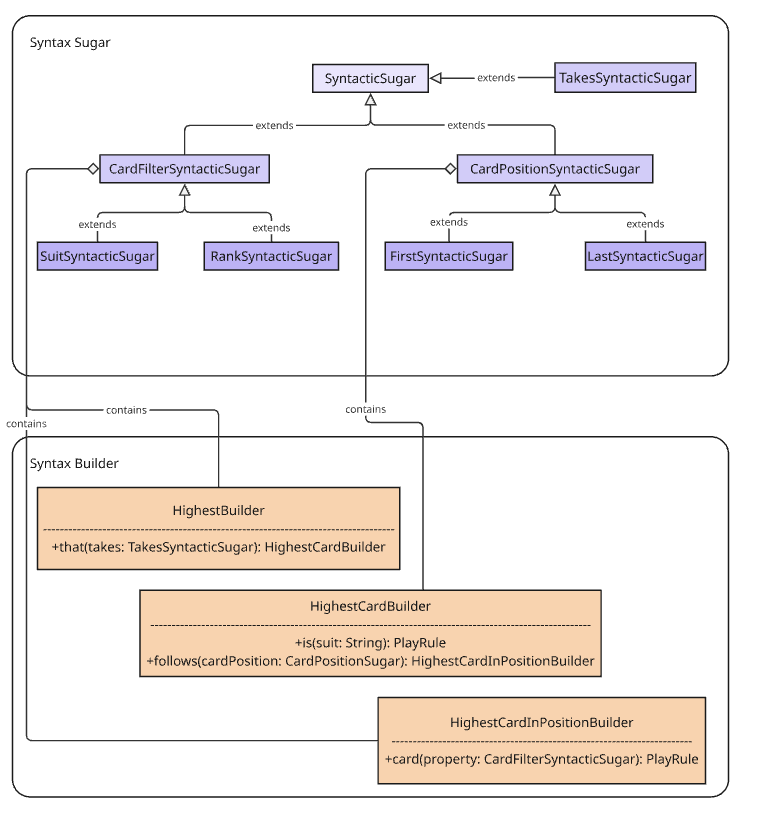 Syntax Sugar
SyntacticSugar
extends
TakesSyntacticSugar
extends
extends
CardFilterSyntacticSugar
CardPositionSyntacticSugar
extends
extends
extends
extends
SuitSyntacticSugar
RankSyntacticSugar
FirstSyntacticSugar
LastSyntacticSugar
contains
contains
contains
Syntax Builder
HighestBuilder
+that(takes: TakesSyntacticSugar): HighestCardBuilder
HighestCardBuilder
+is(suit: String): PlayRule
+follows(cardPosition: CardPositionSugar): HighestCardInPositionBuilder
HighestCardInPositionBuilder
+card(property: CardFilterSyntacticSugar): PlayRule